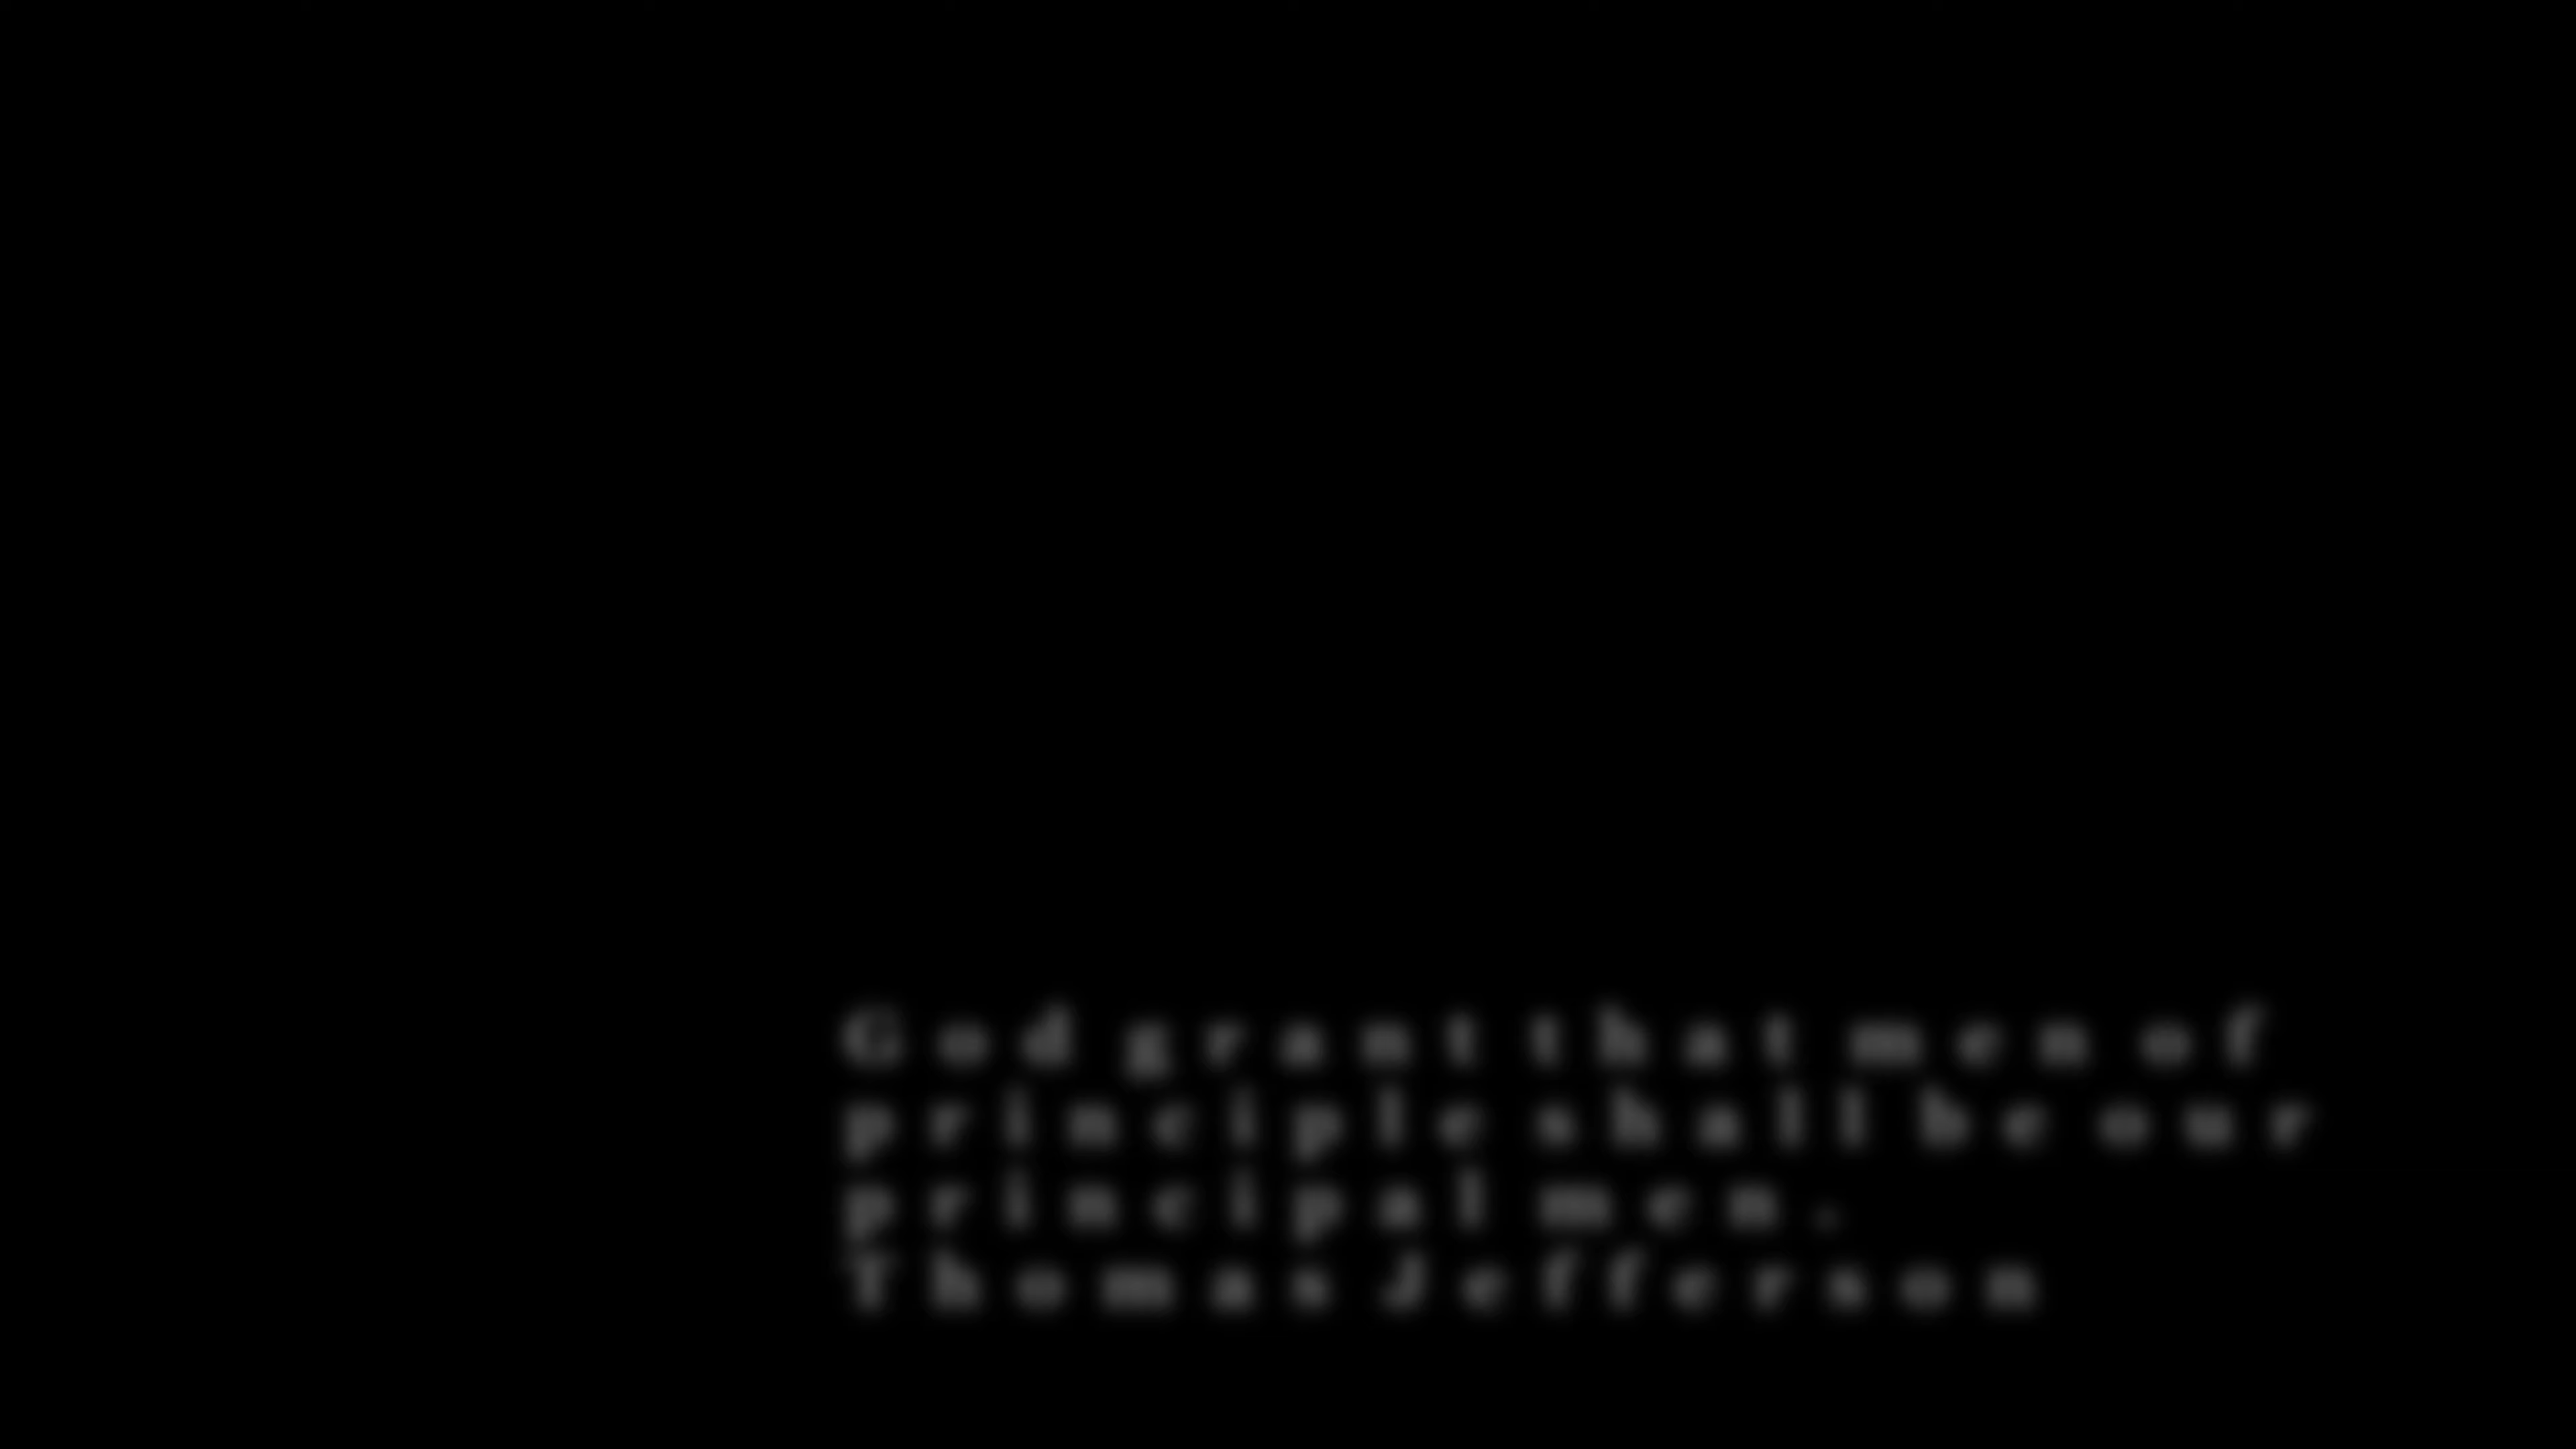 God grant that men of
principle shall be our
principal men.
Thomas Jefferson